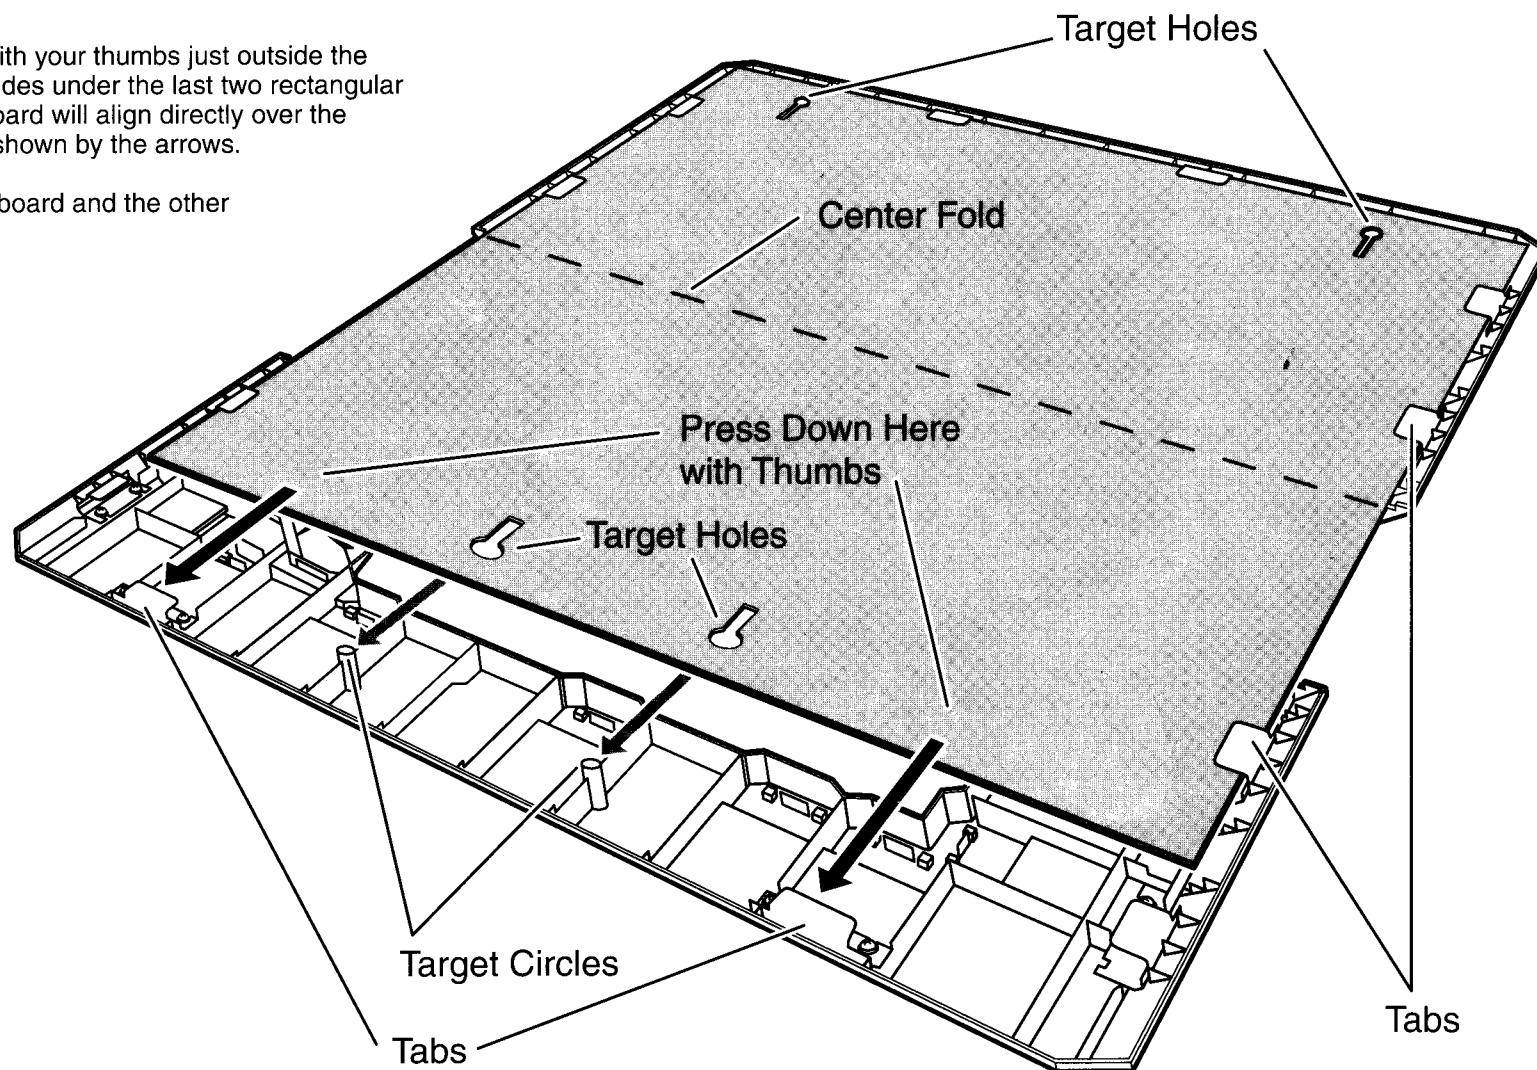 ith your thumbs just outside the
des under the last two rectangular
oard will align directly over the
shown by the arrows.
board and the other
Target Holes
Center Fold
Press Down Here
with Thumbs
Target Holes
Target Circles
Tabs
Tabs